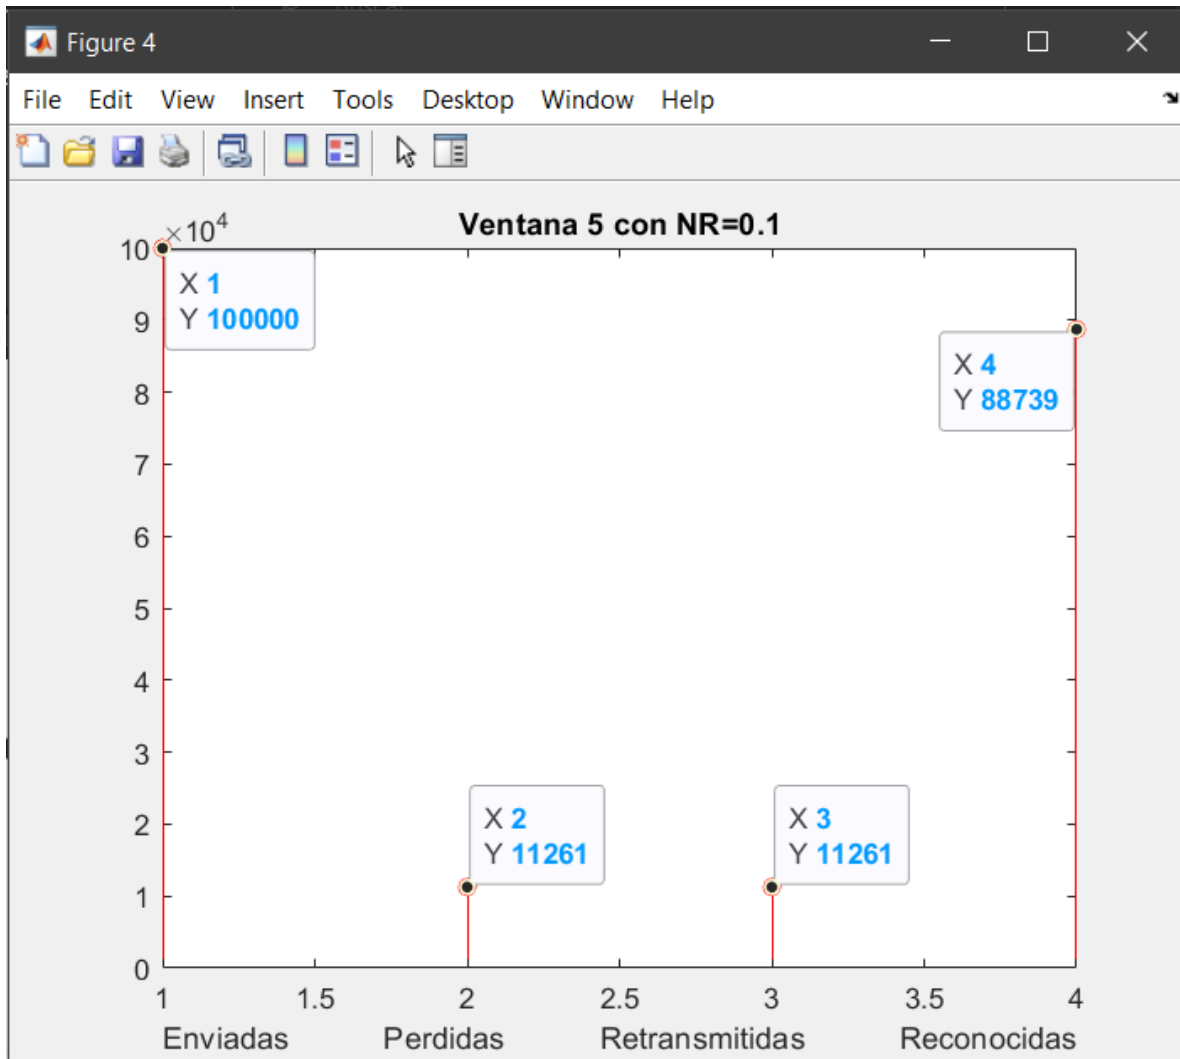 Figure 4
File Edit View Insert Tools Desktop Window Help
Ventana 5 con NR=0.1
×10⁴
10
9
8
7
6
5
4
3
2
1
0
X 1
Y 100000
X 4
Y 88739
X 2
Y 11261
X 3
Y 11261
1 1.5 2 2.5 3 3.5 4
Enviadas Perdidas Retransmitidas Reconocidas